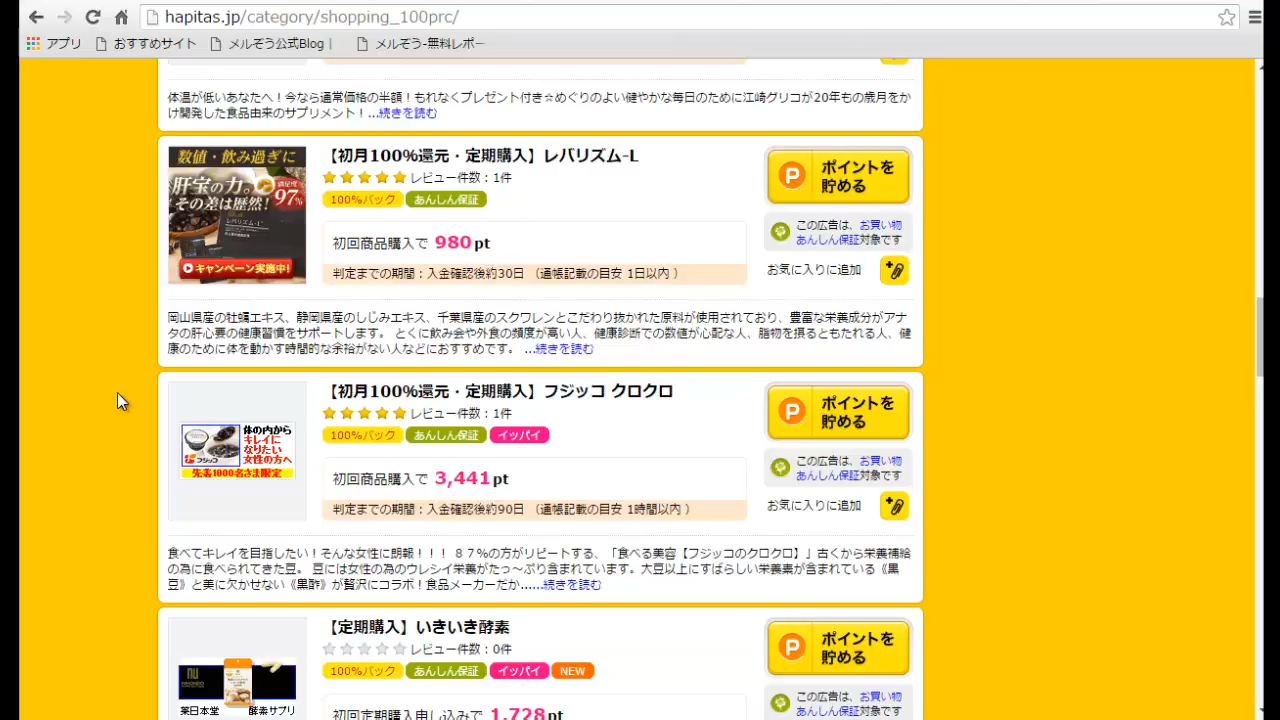 hapitas.jp/category/shopping_100prc/
アプリ おすすめサイト メルぞう公式Blog | メルぞう-無料レポー
体温が低いあなたへ！今なら通常価格の半額！もれなくプレゼント付き☆めぐりのよい健やかな毎日のために江崎グリコが20年もの歳月をか
け開発した食品由来のサプリメント！...続きを読む
数値・飲み過ぎに
肝宝の力。
その差は歴然！
満足度
97%
レバリズム-L
キャンペーン実施中！
【初月100%還元・定期購入】レバリズム-L
レビュー件数：1件
100%バック あんしん保証
初回商品購入で 980pt
判定までの期間：入金確認後約30日 （通帳記載の目安 1日以内 ）
ポイントを
貯める
この広告は、お買い物
あんしん保証対象です
お気に入りに追加
岡山県産の牡蠣エキス、静岡県産のしじみエキス、千葉県産のスクワレンとこだわり抜かれた原料が使用されており、豊富な栄養成分がアナ
タの肝心要の健康習慣をサポートします。 とくに飲み会や外食の頻度が高い人、健康診断での数値が心配な人、脂物を摂るともたれる人、健
康のために体を動かす時間的な余裕がない人などにおすすめです。 ...続きを読む
体の内から
キレイに
なりたい
女性の方へ
フジッコ
先着1000名さま限定
【初月100%還元・定期購入】フジッコ クロクロ
レビュー件数：1件
100%バック あんしん保証 イッパイ
初回商品購入で 3,441pt
判定までの期間：入金確認後約90日 （通帳記載の目安 1時間以内 ）
ポイントを
貯める
この広告は、お買い物
あんしん保証対象です
お気に入りに追加
食べてキレイを目指したい！そんな女性に朗報！！！ ８７％の方がリピートする、「食べる美容【フジッコのクロクロ】」古くから栄養補給
の為に食べられてきた豆。 豆には女性の為のウレシイ栄養がたっ～ぷり含まれています。大豆以上にすばらしい栄養素が含まれている《黒
豆》と美に欠かせない《黒酢》が贅沢にコラボ！食品メーカーだか......続きを読む
【定期購入】いきいき酵素
レビュー件数：0件
100%バック あんしん保証 イッパイ NEW
薬日本堂 酵素サプリ
初回定期購入申し込みで 1,728pt
ポイントを
貯める
この広告は、お買い物
あんしん保証対象です